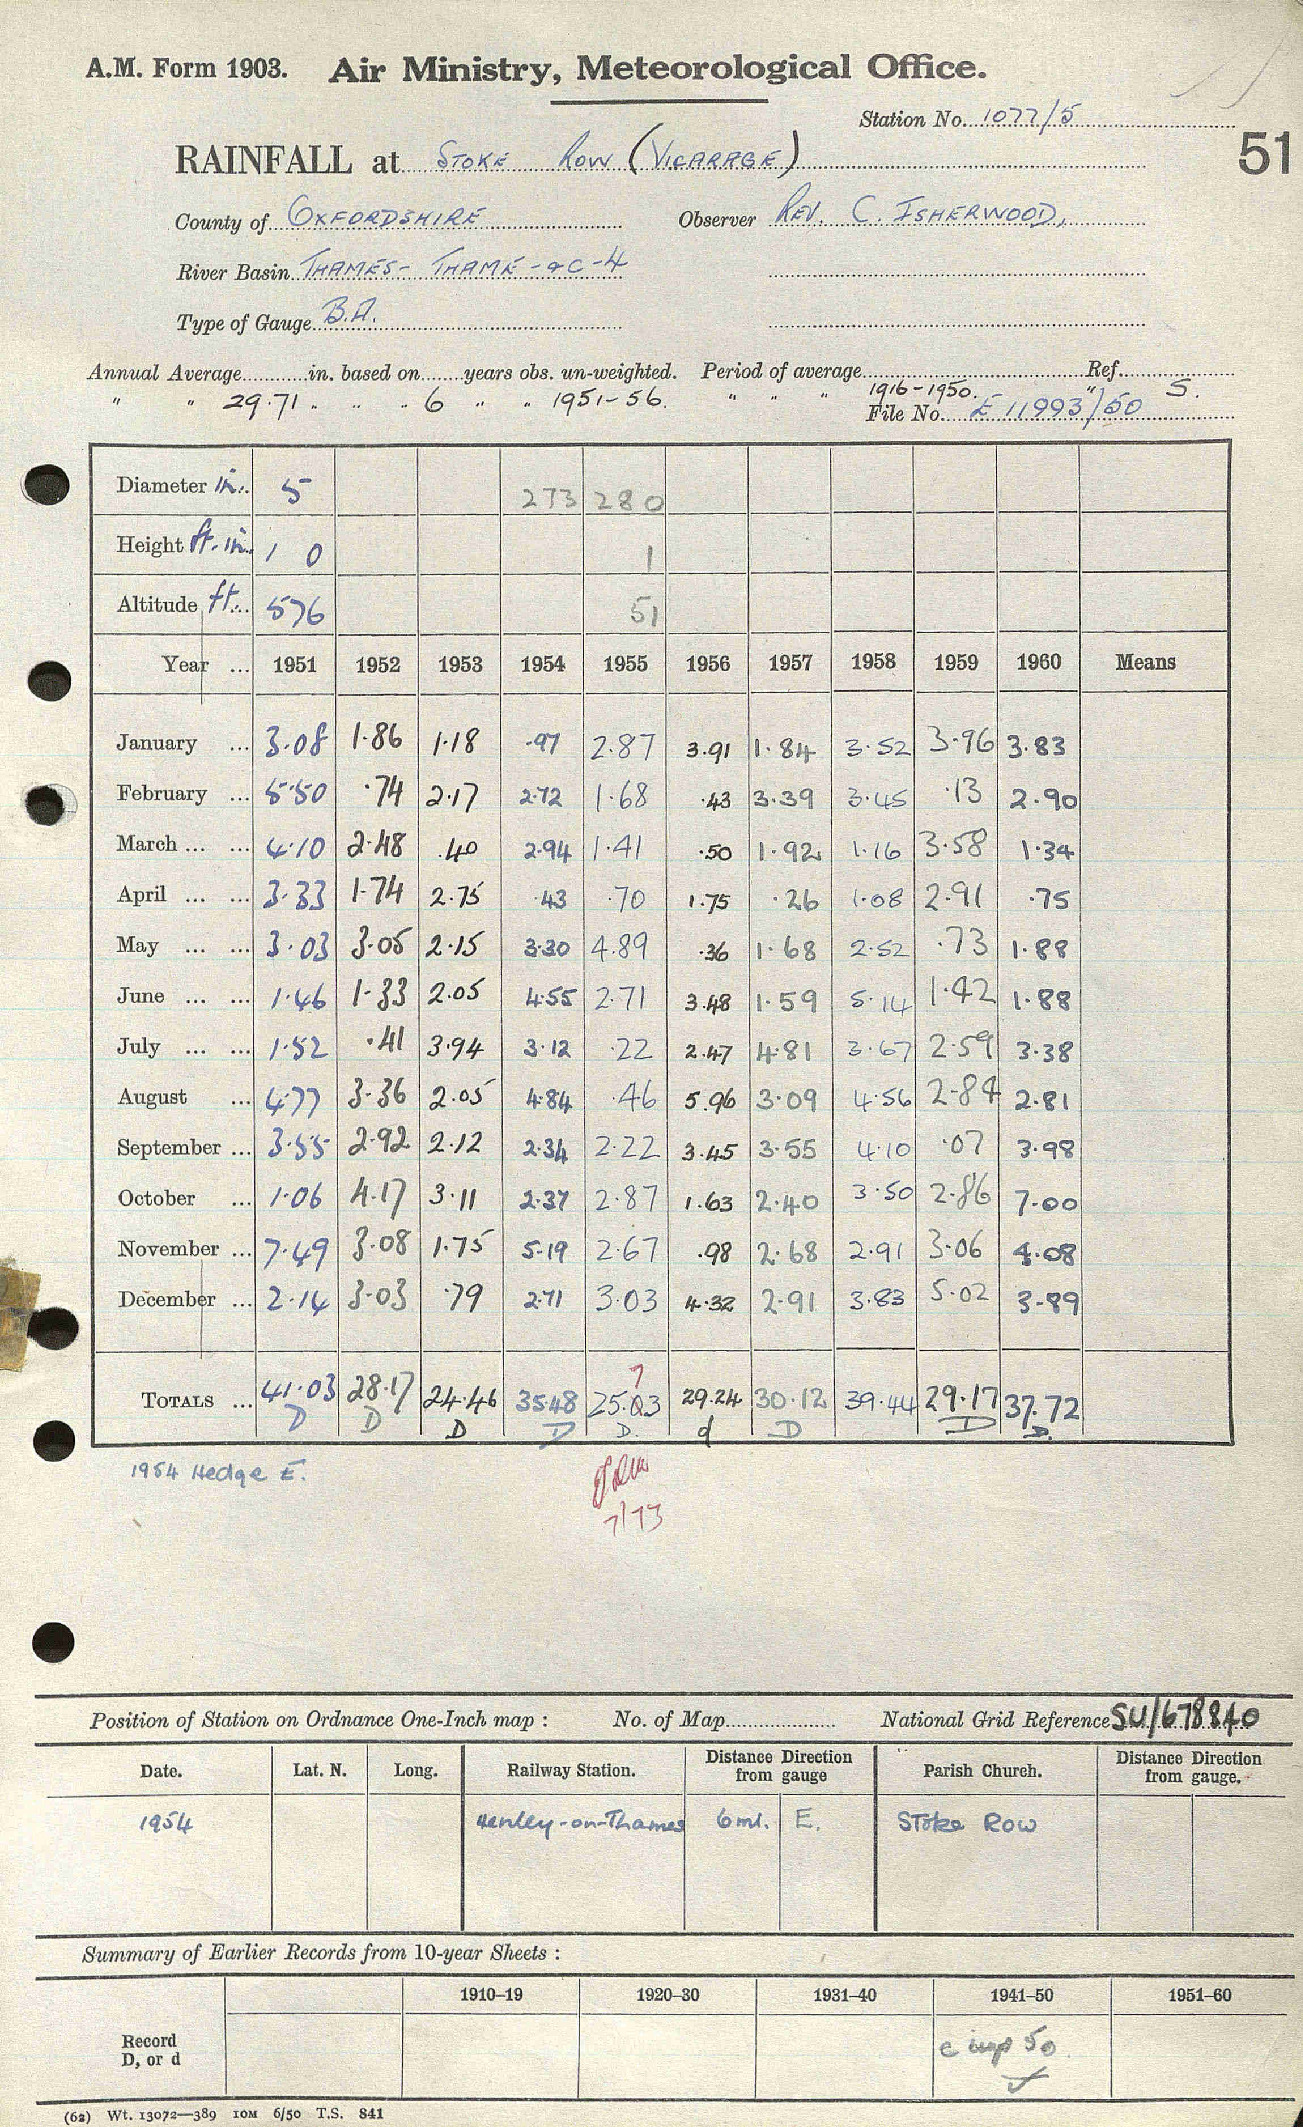 A.M. Form 1903. Air Ministry, Meteorological Office.
Station No. 1077/5
51
RAINFALL at STOKE ROW (VICARAGE)
County of OXFORDSHIRE Observer REV. C. ISHERWOOD,
River Basin THAMES- THAME -&C-4
Type of Gauge B.A.
Annual Average in. based on years obs. un-weighted. Period of average Ref.
" " 29.71 " " " 6 " " 1951-56. " " " 1916-1950. " S.
File No. E 11993/50
Diameter in. 5 273 280
Height ft. in. 1 0 1
Altitude ft. 576 51
Year ... 1951 1952 1953 1954 1955 1956 1957 1958 1959 1960 Means
January ... 3.08 1.86 1.18 .97 2.87 3.91 1.84 3.52 3.96 3.83
February ... 5.50 .74 2.17 2.72 1.68 .43 3.39 3.45 .13 2.90
March ... ... 4.10 2.48 .40 2.94 1.41 .50 1.92 1.16 3.58 1.34
April ... ... 3.33 1.74 2.75 .43 .70 1.75 .26 1.08 2.91 .75
May ... ... 3.03 3.05 2.15 3.30 4.89 .36 1.68 2.52 .73 1.88
June ... ... 1.46 1.33 2.05 4.55 2.71 3.48 1.59 5.14 1.42 1.88
July ... ... 1.52 .41 3.94 3.12 .22 2.47 4.81 3.67 2.59 3.38
August ... 4.77 3.36 2.05 4.84 .46 5.96 3.09 4.56 2.84 2.81
September ... 3.55 2.92 2.12 2.34 2.22 3.45 3.55 4.10 .07 3.98
October ... 1.06 4.17 3.11 2.37 2.87 1.63 2.40 3.50 2.86 7.00
November ... 7.49 3.08 1.75 5.19 2.67 .98 2.68 2.91 3.06 4.08
December ... 2.14 3.03 .79 2.71 3.03 4.32 2.91 3.83 5.02 3.89
7
TOTALS ... 41.03 28.17 24.46 35.48 25.03 29.24 30.12 39.44 29.17 37.72
D D D D D. d D D D.
1954 Hedge E.
7/73
Position of Station on Ordnance One-Inch map : No. of Map National Grid Reference SU/678840
Date. Lat. N. Long. Railway Station. Distance Direction from gauge Parish Church. Distance Direction from gauge.
1954 Henley-on-Thames 6ml. E. Stoke Row
Summary of Earlier Records from 10-year Sheets :
1910–19 1920–30 1931–40 1941–50 1951–60
Record
D, or d
c imp 50
(62) Wt. 13072—389 10M 6/50 T.S. 841